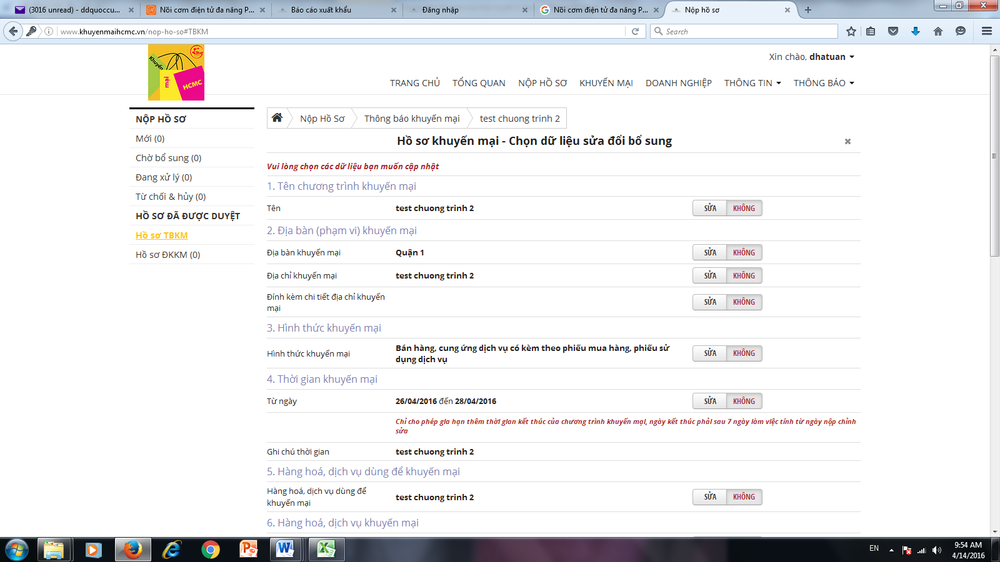 (3016 unread) - ddquoccu...
Nồi cơm điện tử đa năng P...
Báo cáo xuất khẩu
Đăng nhập
Nồi cơm điện tử đa năng P...
Nộp hồ sơ
www.khuyenmaihcmc.vn/nop-ho-so#TBKM
Search
Khuyến
mại
HCMC
Xin chào, dhatuan
TRANG CHỦ
TỔNG QUAN
NỘP HỒ SƠ
KHUYẾN MẠI
DOANH NGHIỆP
THÔNG TIN
THÔNG BÁO
NỘP HỒ SƠ
Mới (0)
Chờ bổ sung (0)
Đang xử lý (0)
Từ chối & hủy (0)
HỒ SƠ ĐÃ ĐƯỢC DUYỆT
Hồ sơ TBKM
Hồ sơ ĐKKM (0)
Nộp Hồ Sơ
Thông báo khuyến mại
test chuong trinh 2
Hồ sơ khuyến mại - Chọn dữ liệu sửa đổi bổ sung
Vui lòng chọn các dữ liệu bạn muốn cập nhật
1. Tên chương trình khuyến mại
Tên
test chuong trinh 2
SỬA KHÔNG
2. Địa bàn (phạm vi) khuyến mại
Địa bàn khuyến mại
Quận 1
SỬA KHÔNG
Địa chỉ khuyến mại
test chuong trinh 2
SỬA KHÔNG
Đính kèm chi tiết địa chỉ khuyến
mại
SỬA KHÔNG
3. Hình thức khuyến mại
Hình thức khuyến mại
Bán hàng, cung ứng dịch vụ có kèm theo phiếu mua hàng, phiếu sử
dụng dịch vụ
SỬA KHÔNG
4. Thời gian khuyến mại
Từ ngày
26/04/2016 đến 28/04/2016
SỬA KHÔNG
Chỉ cho phép gia hạn thêm thời gian kết thúc của chương trình khuyến mại, ngày kết thúc phải sau 7 ngày làm việc tính từ ngày nộp chỉnh
sửa
Ghi chú thời gian
test chuong trinh 2
5. Hàng hoá, dịch vụ dùng để khuyến mại
Hàng hoá, dịch vụ dùng để
khuyến mại
test chuong trinh 2
SỬA KHÔNG
6. Hàng hoá, dịch vụ khuyến mại
EN
9:54 AM
4/14/2016